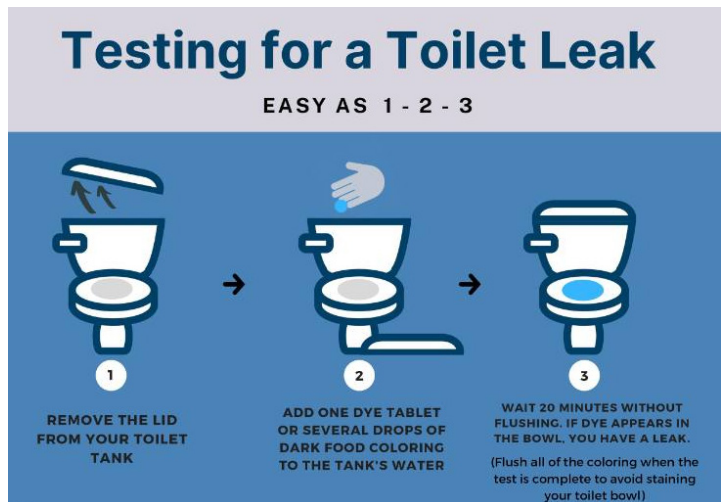 Testing for a Toilet Leak
EASY AS 1 - 2 - 3
1
REMOVE THE LID
FROM YOUR TOILET
TANK
2
ADD ONE DYE TABLET
OR SEVERAL DROPS OF
DARK FOOD COLORING
TO THE TANK'S WATER
3
WAIT 20 MINUTES WITHOUT
FLUSHING. IF DYE APPEARS IN
THE BOWL, YOU HAVE A LEAK.
(Flush all of the coloring when the
test is complete to avoid staining
your toilet bowl)